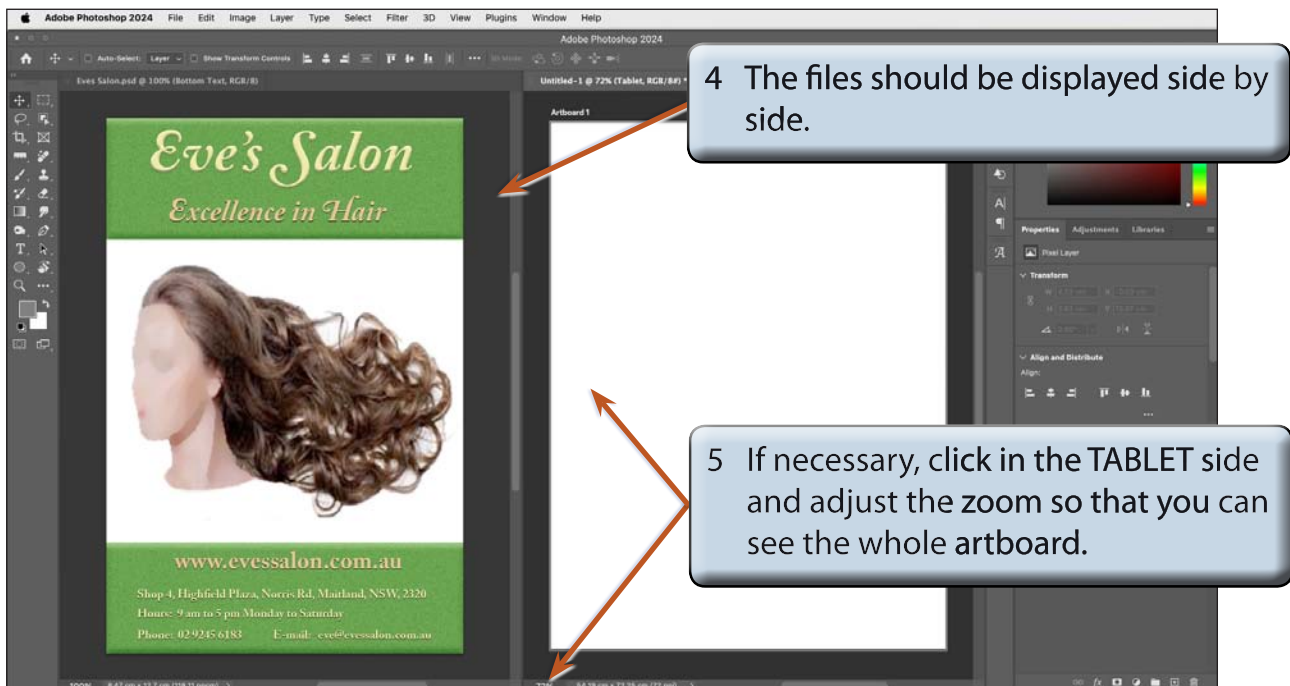 Adobe Photoshop 2024 File Edit Image Layer Type Select Filter 3D View Plugins Window Help
Adobe Photoshop 2024
Auto-Select: Layer Show Transform Controls
Eves Salon.psd @ 100% (Bottom Text, RGB/8)
Untitled-1 @ 72% (Tablet, RGB/8#) *
4 The files should be displayed side by
side.
Artboard 1
Eve's Salon
Excellence in Hair
Properties Adjustments Libraries
Pixel Layer
Transform
Align and Distribute
Align:
5 If necessary, click in the TABLET side
and adjust the zoom so that you can
see the whole artboard.
www.evessalon.com.au
Shop 4, Highfield Plaza, Norris Rd, Maitland, NSW, 2320
Hours: 9 am to 5 pm Monday to Saturday
Phone: 02 9245 6183 E-mail: eve@evessalon.com.au